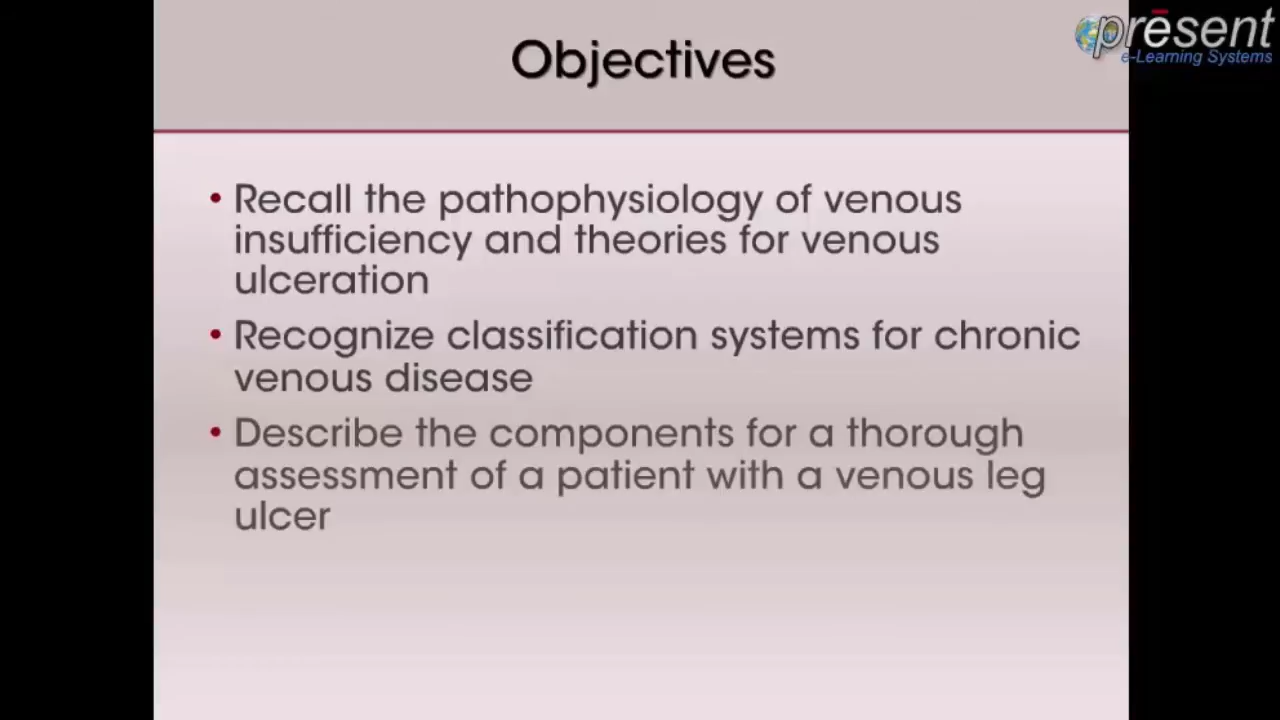 Objectives
présent
e-Learning Systems
• Recall the pathophysiology of venous
insufficiency and theories for venous
ulceration
• Recognize classification systems for chronic
venous disease
• Describe the components for a thorough
assessment of a patient with a venous leg
ulcer